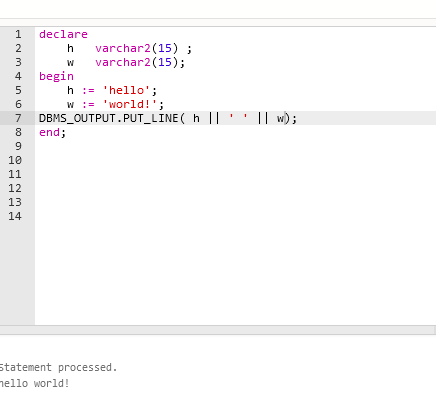 1 declare
2 h varchar2(15) ;
3 w varchar2(15);
4 begin
5 h := 'hello';
6 w := 'world!';
7 DBMS_OUTPUT.PUT_LINE( h || ' ' || w);
8 end;
9
10
11
12
13
14
Statement processed.
hello world!